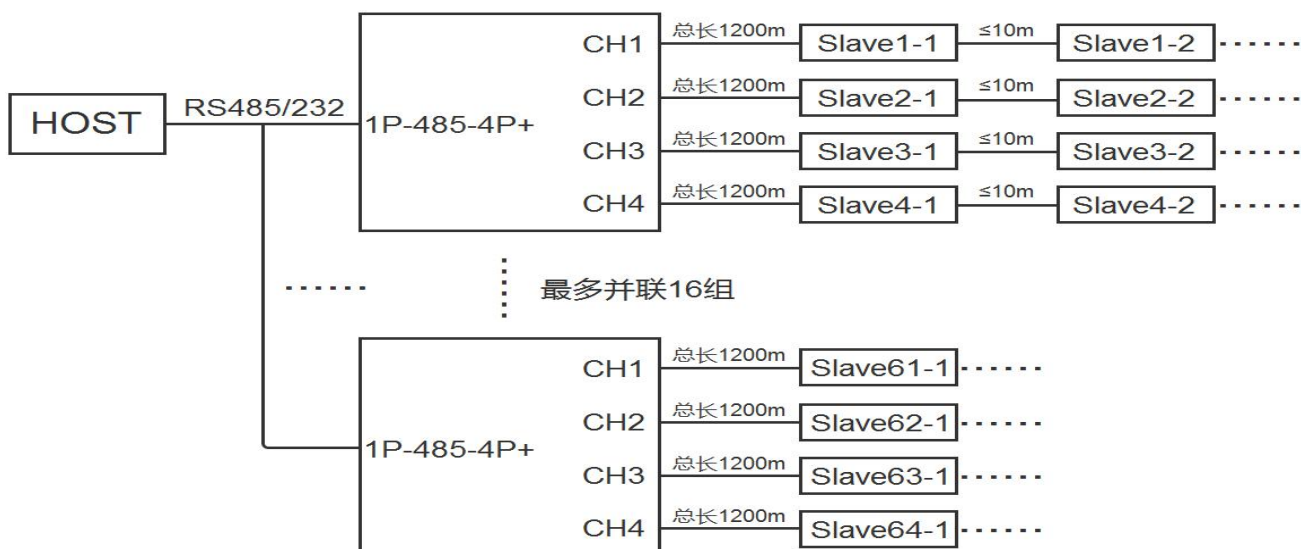 CH1 总长1200m Slave1-1 ≤10m Slave1-2
CH2 总长1200m Slave2-1 ≤10m Slave2-2
HOST RS485/232 1P-485-4P+
CH3 总长1200m Slave3-1 ≤10m Slave3-2
CH4 总长1200m Slave4-1 ≤10m Slave4-2
最多并联16组
CH1 总长1200m Slave61-1
CH2 总长1200m Slave62-1
1P-485-4P+
CH3 总长1200m Slave63-1
CH4 总长1200m Slave64-1